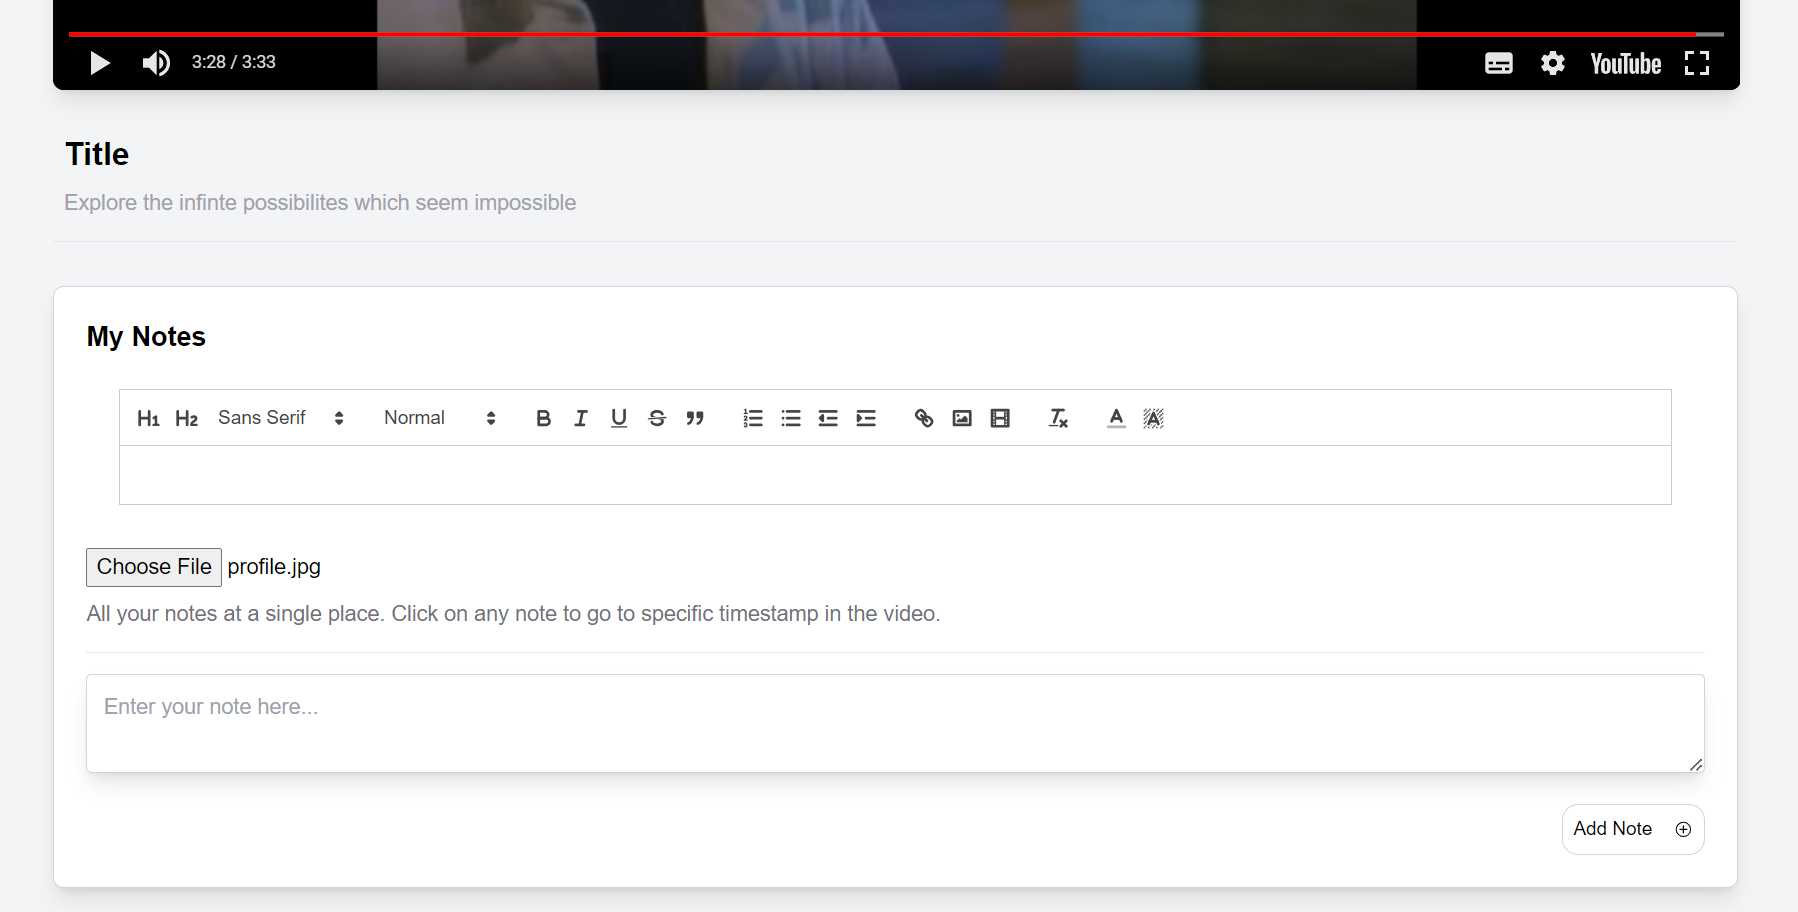 3:28 / 3:33 YouTube
Title
Explore the infinte possibilites which seem impossible
My Notes
H1 H2 Sans Serif Normal B I U S A A
Choose File profile.jpg
All your notes at a single place. Click on any note to go to specific timestamp in the video.
Enter your note here...
Add Note